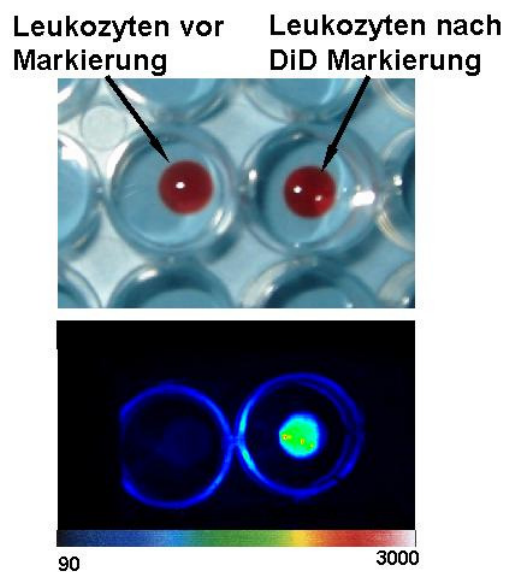 Leukozyten vor
Markierung
Leukozyten nach
DiD Markierung
90
3000